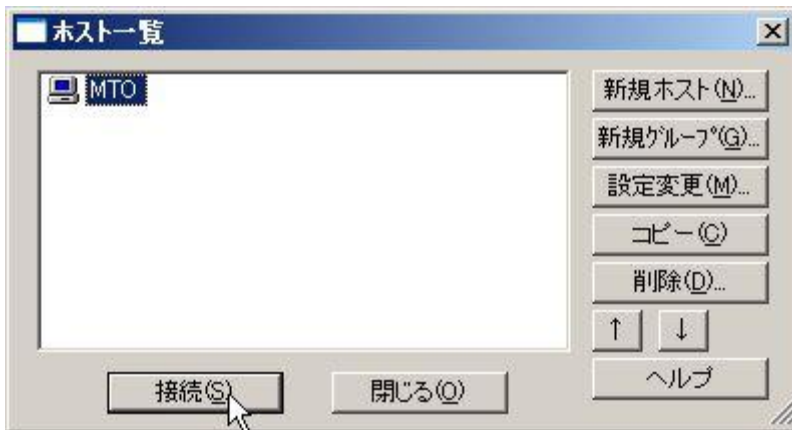 ホスト一覧
MTO
新規ホスト(N)...
新規ｸﾞﾙｰﾌﾟ(G)...
設定変更(M)...
コピー(C)
削除(D)...
↑ ↓
接続(S)
閉じる(O)
ヘルプ